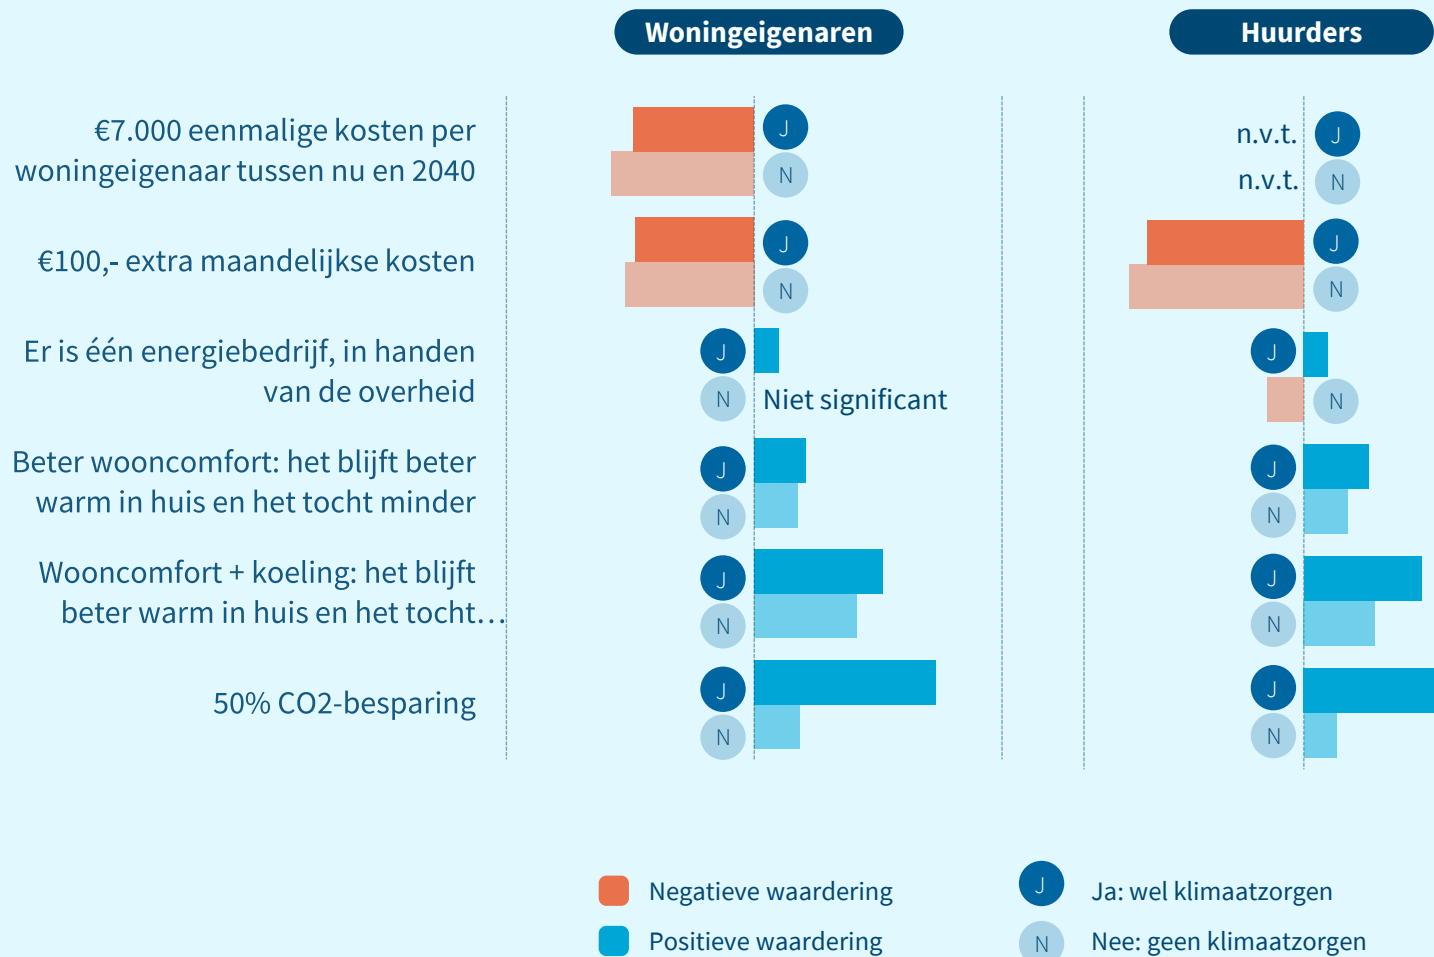 Woningeigenaren
Huurders
€7.000 eenmalige kosten per
woningeigenaar tussen nu en 2040
J
N
n.v.t. J
n.v.t. N
€100,- extra maandelijkse kosten
J
N
J
N
Er is één energiebedrijf, in handen
van de overheid
J
N Niet significant
J
N
Beter wooncomfort: het blijft beter
warm in huis en het tocht minder
J
N
J
N
Wooncomfort + koeling: het blijft
beter warm in huis en het tocht…
J
N
J
N
50% CO2-besparing
J
N
J
N
Negatieve waardering
Positieve waardering
J Ja: wel klimaatzorgen
N Nee: geen klimaatzorgen